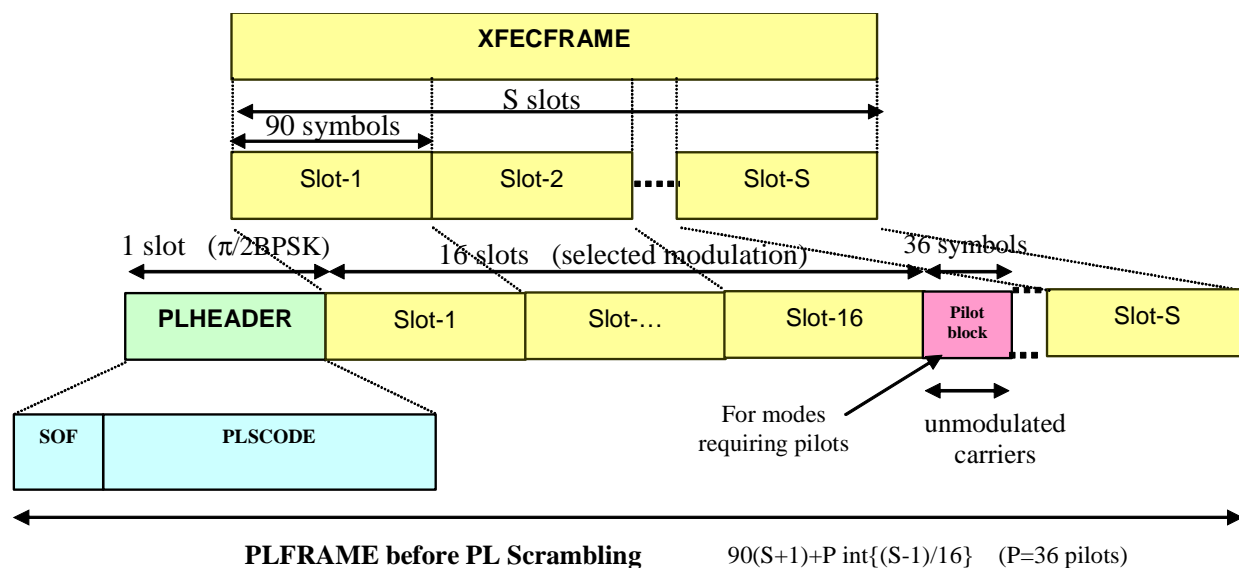 XFECFRAME
S slots
90 symbols
Slot-1 Slot-2 Slot-S
1 slot (π/2BPSK) 16 slots (selected modulation) 36 symbols
PLHEADER Slot-1 Slot-... Slot-16 Pilot block Slot-S
For modes requiring pilots
unmodulated carriers
SOF PLSCODE
PLFRAME before PL Scrambling 90(S+1)+P int{(S-1)/16} (P=36 pilots)